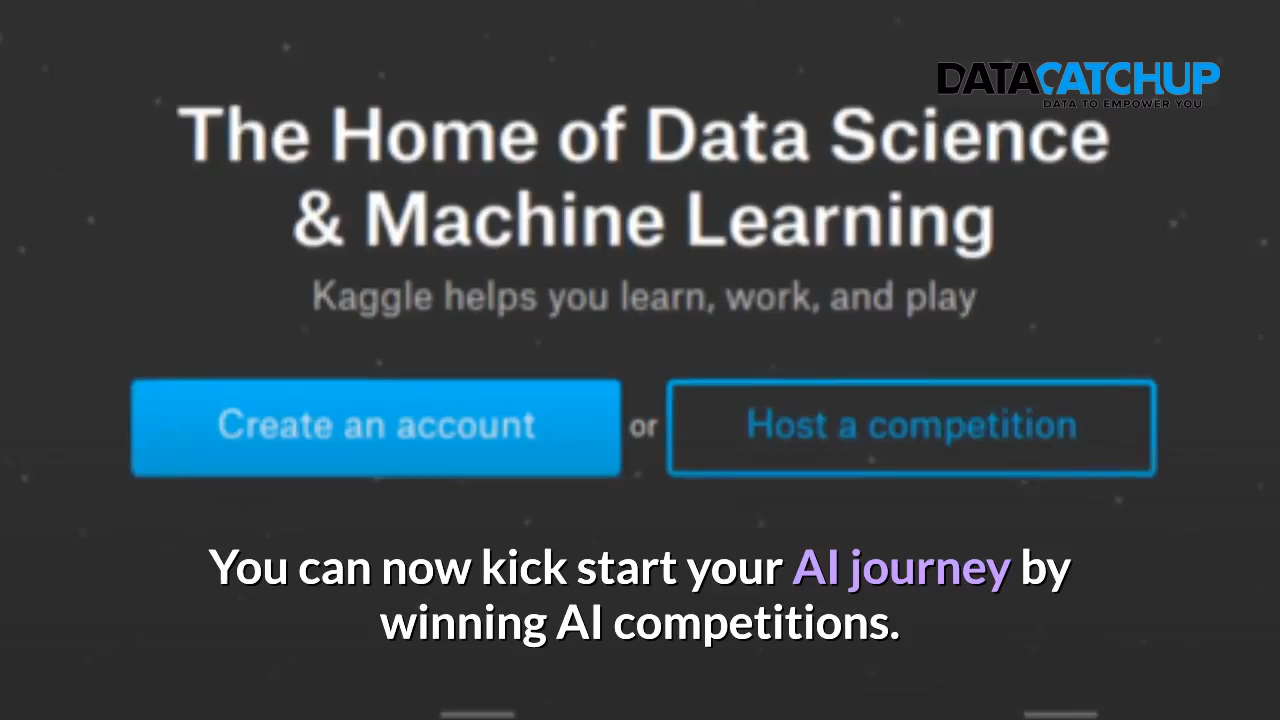 DATACATCHUP
DATA TO EMPOWER YOU
The Home of Data Science
& Machine Learning
Kaggle helps you learn, work, and play
Create an account or Host a competition
You can now kick start your AI journey by
winning AI competitions.